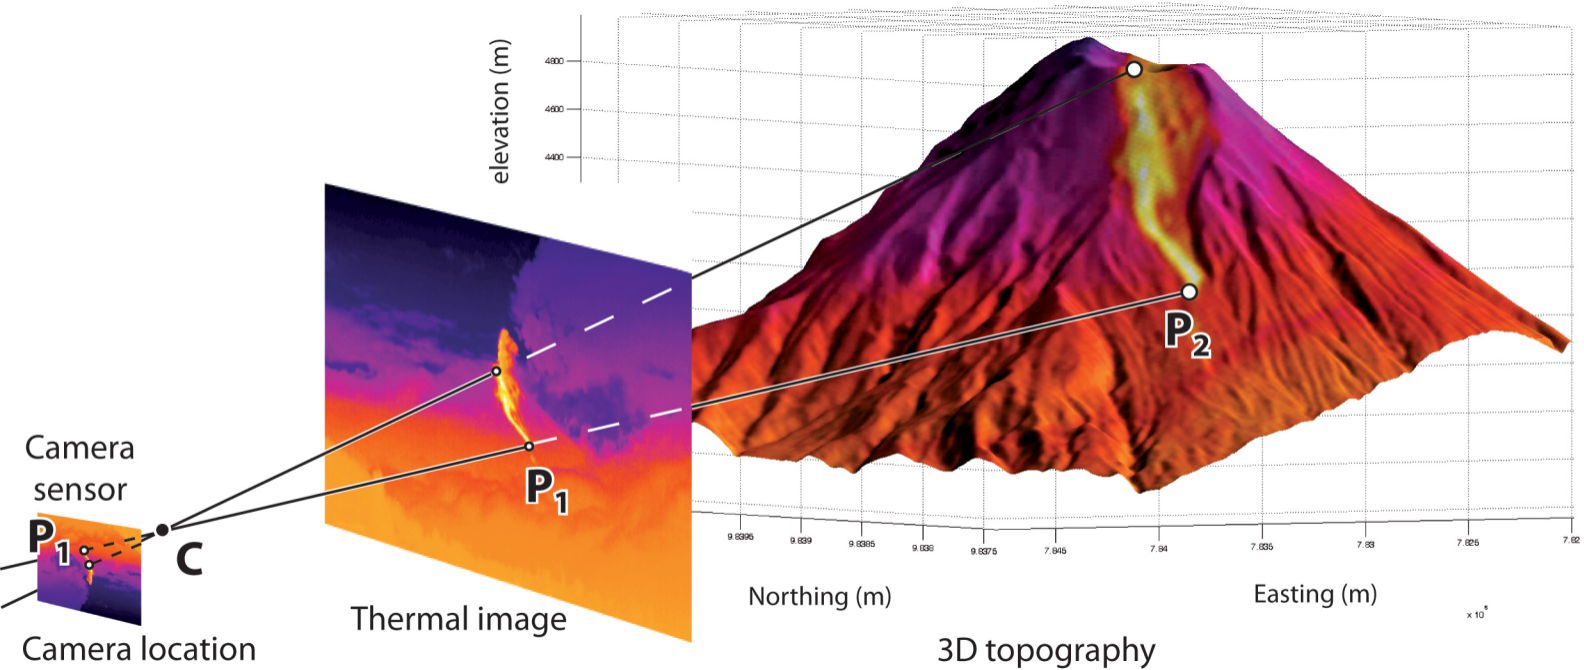 elevation (m)
4800
4600
4400
P2
Camera
sensor
P1
C
P1
9.8395
9.839
9.8385
9.838
9.8375
7.845
7.84
7.835
7.83
7.825
7.82
Northing (m)
Easting (m)
Thermal image
Camera location
3D topography